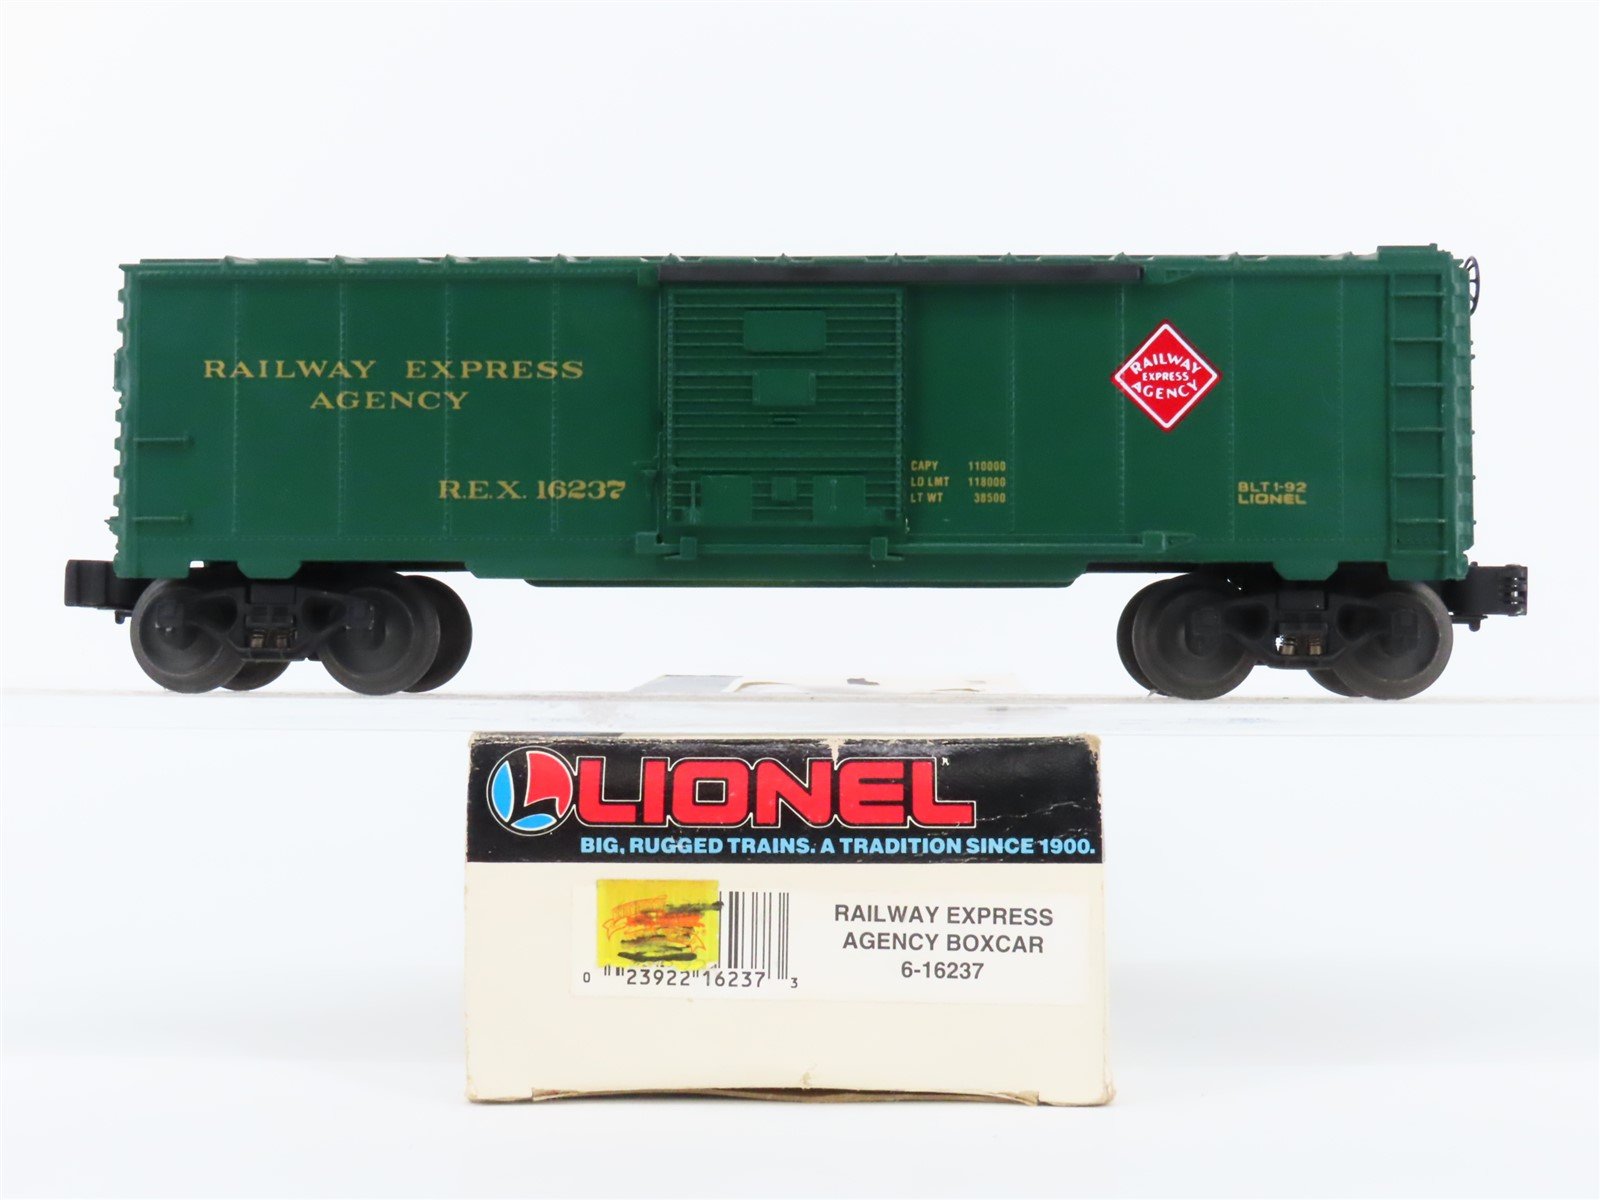 RAILWAY EXPRESS
AGENCY
R.E.X. 16237
CAPY 110000
LD LMT 118000
LT WT 38500
RAILWAY
EXPRESS
AGENCY
BLT 1-92
LIONEL
LIONEL
BIG, RUGGED TRAINS. A TRADITION SINCE 1900.
RAILWAY EXPRESS
AGENCY BOXCAR
6-16237
0 23922 16237 3